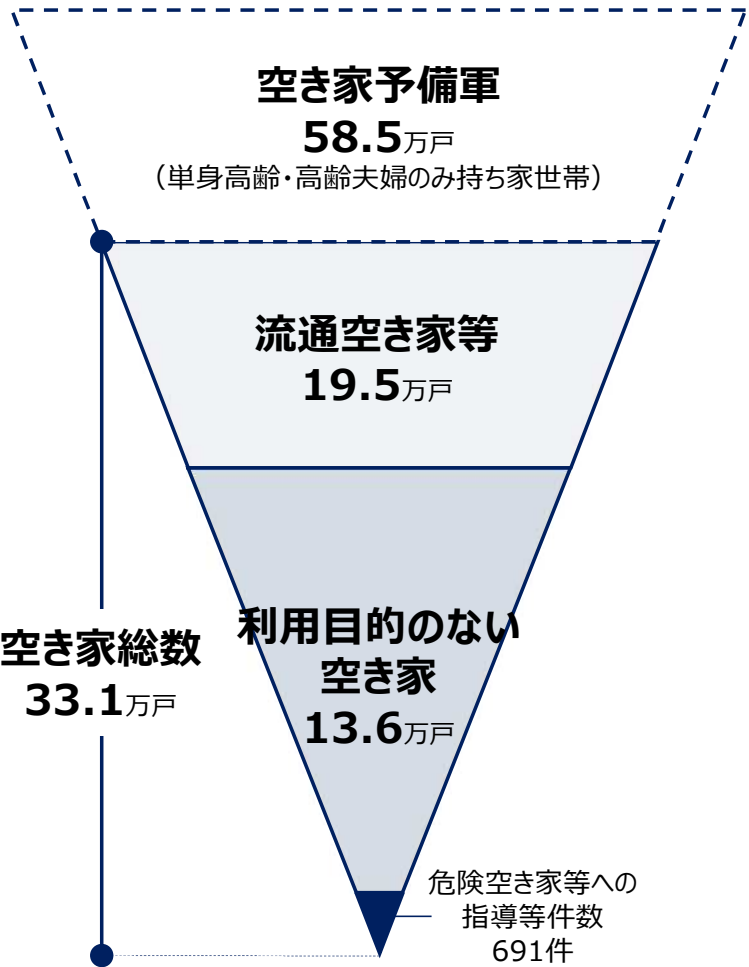 空き家予備軍
58.5万戸
（単身高齢・高齢夫婦のみ持ち家世帯）
流通空き家等
19.5万戸
空き家総数
33.1万戸
利用目的のない
空き家
13.6万戸
危険空き家等への
指導等件数
691件